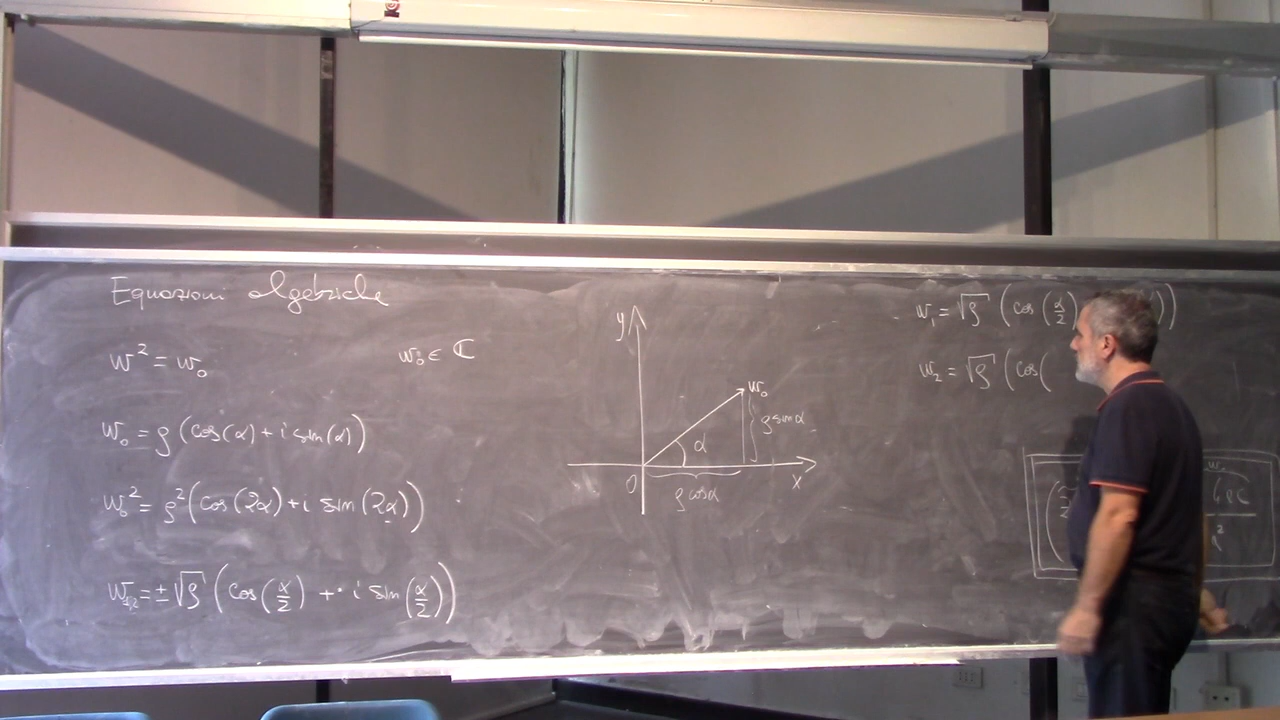 Equazioni algebriche
w² = w₀
w₀ ∈ ℂ
w₀ = ρ (cos(α) + i sin(α))
w₀² = ρ² (cos(2α) + i sin(2α))
w₁,₂ = ± √ρ (cos(α/2) + i sin(α/2))
y
w₀
ρ sin α
α
O
x
ρ cos α
w₁ = √ρ (cos(α/2)
w₂ = √ρ (cos(